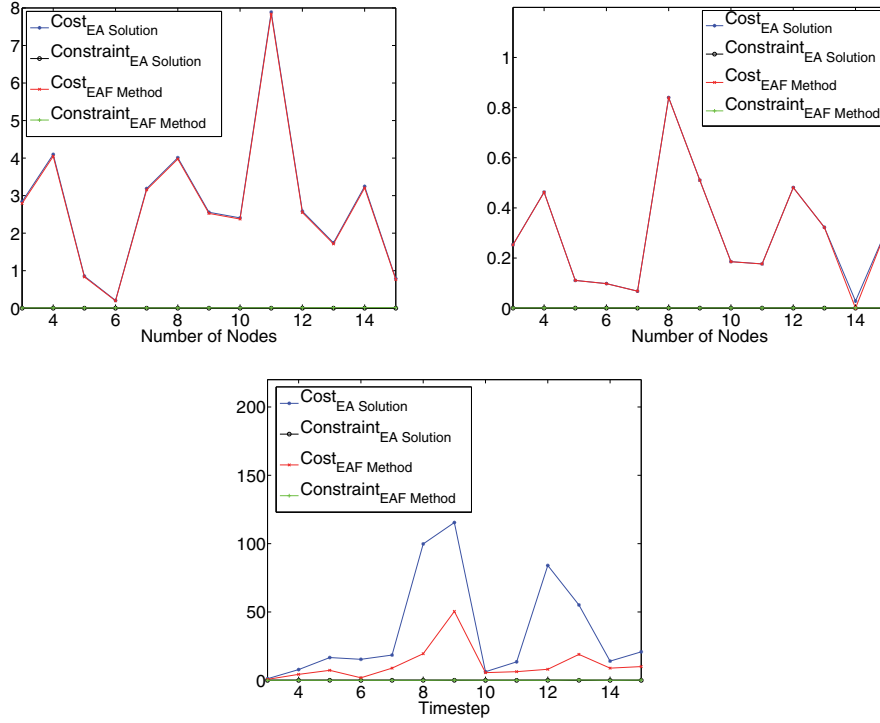 8
7
6
5
4
3
2
1
0
Cost EA Solution
Constraint EA Solution
Cost EAF Method
Constraint EAF Method
4 6 8 10 12 14
Number of Nodes
1
0.8
0.6
0.4
0.2
0
Cost EA Solution
Constraint EA Solution
Cost EAF Method
Constraint EAF Method
4 6 8 10 12 14
Number of Nodes
200
150
100
50
0
Cost EA Solution
Constraint EA Solution
Cost EAF Method
Constraint EAF Method
4 6 8 10 12 14
Timestep